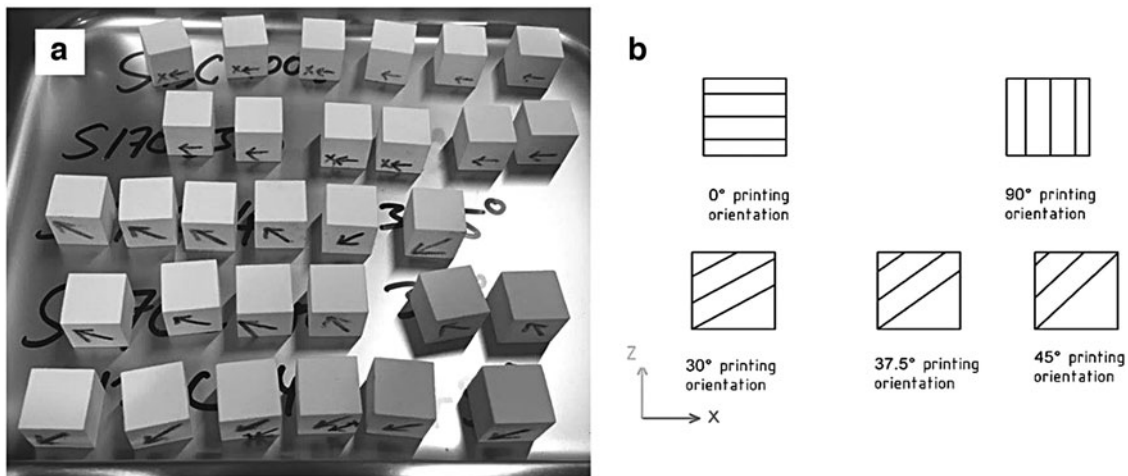 a
b
0° printing
orientation
90° printing
orientation
30° printing
orientation
37.5° printing
orientation
45° printing
orientation
Z
X